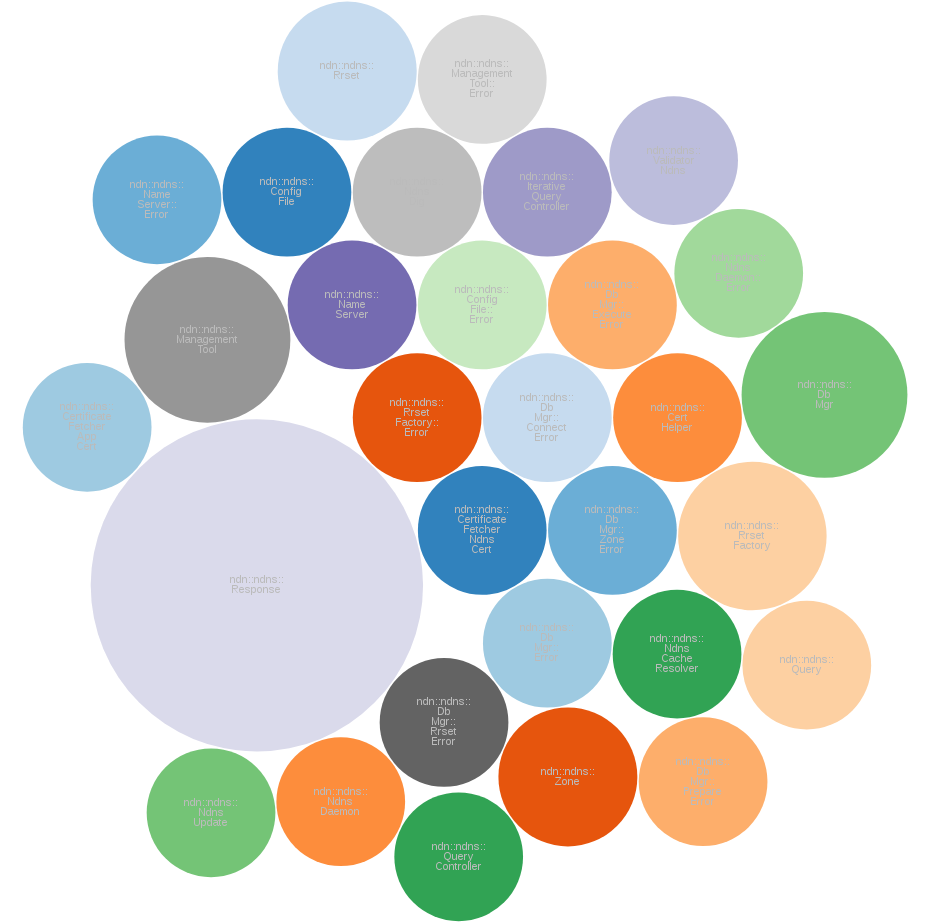 ndn::ndns::
Rrset
ndn::ndns::
Management
Tool::
Error
ndn::ndns::
Name
Server::
Error
ndn::ndns::
Config
File
ndn::ndns::
Iterative
Query
Controller
ndn::ndns::
Name
Server
ndn::ndns::
Config
File::
Error
ndn::ndns::
Management
Tool
ndn::ndns::
Db
Mgr
ndn::ndns::
Rrset
Factory::
Error
ndn::ndns::
Db
Mgr::
Connect
Error
ndn::ndns::
Cert
Helper
ndn::ndns::
Certificate
Fetcher
Ndns
Cert
ndn::ndns::
Db
Mgr::
Zone
Error
ndn::ndns::
Rrset
Factory
ndn::ndns::
Response
ndn::ndns::
Ndns
Cache
Resolver
ndn::ndns::
Query
ndn::ndns::
Db
Mgr::
Rrset
Error
ndn::ndns::
Zone
ndn::ndns::
Ndns
Update
ndn::ndns::
Ndns
Daemon
ndn::ndns::
Query
Controller